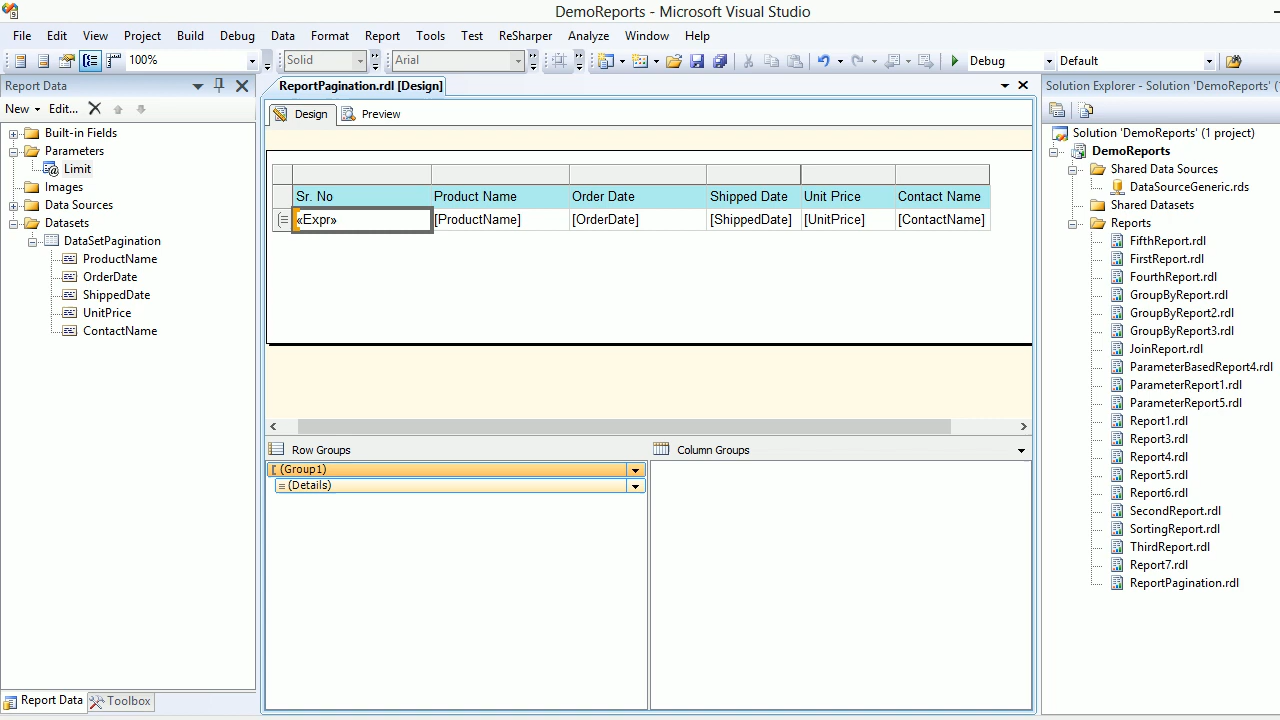 DemoReports - Microsoft Visual Studio
File Edit View Project Build Debug Data Format Report Tools Test ReSharper Analyze Window Help
100% Solid Arial Debug Default
Report Data
New Edit...
Built-in Fields
Parameters
Limit
Images
Data Sources
Datasets
DataSetPagination
ProductName
OrderDate
ShippedDate
UnitPrice
ContactName
Report Data Toolbox
ReportPagination.rdl [Design]
Design Preview
Sr. No Product Name Order Date Shipped Date Unit Price Contact Name
«Expr» [ProductName] [OrderDate] [ShippedDate] [UnitPrice] [ContactName]
Row Groups Column Groups
(Group1)
(Details)
Solution Explorer - Solution 'DemoReports' (
Solution 'DemoReports' (1 project)
DemoReports
Shared Data Sources
DataSourceGeneric.rds
Shared Datasets
Reports
FifthReport.rdl
FirstReport.rdl
FourthReport.rdl
GroupByReport.rdl
GroupByReport2.rdl
GroupByReport3.rdl
JoinReport.rdl
ParameterBasedReport4.rdl
ParameterReport1.rdl
ParameterReport5.rdl
Report1.rdl
Report3.rdl
Report4.rdl
Report5.rdl
Report6.rdl
SecondReport.rdl
SortingReport.rdl
ThirdReport.rdl
Report7.rdl
ReportPagination.rdl